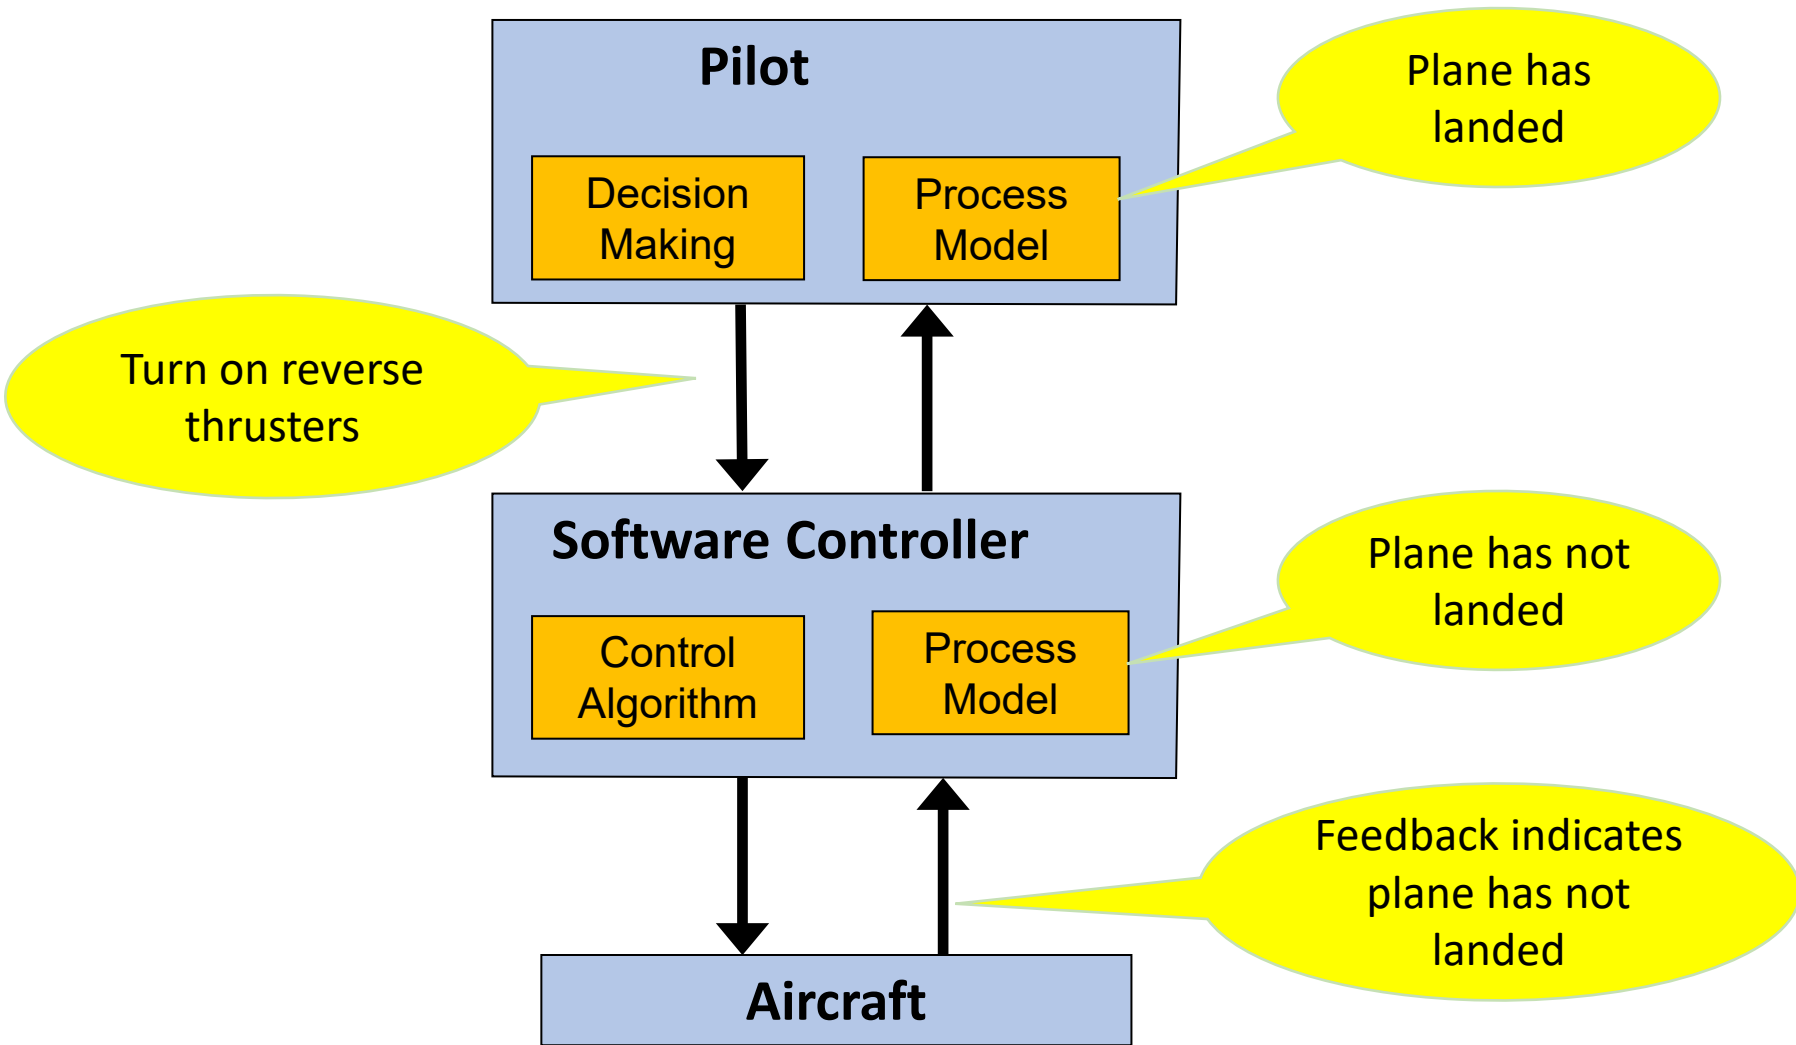 Pilot
Plane has
landed
Decision
Making
Process
Model
Turn on reverse
thrusters
Software Controller
Plane has not
landed
Control
Algorithm
Process
Model
Feedback indicates
plane has not
landed
Aircraft